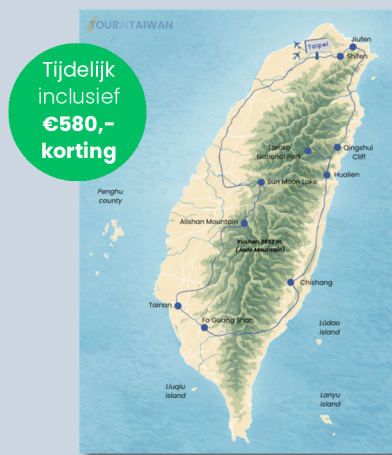 TOURINTAIWAN
Tijdelijk
inclusief
€580,-
korting
Taipei
Jiufen
Shifen
Taroko
National Park
Qingshui
Cliff
Hualien
Sun Moon Lake
Penghu
county
Alishan Mountain
Yushan 3952 m.
(Jade Mountain)
Chishang
Tainan
Fo Guang Shan
Lüdao
island
Liuqiu
island
Lanyu
island